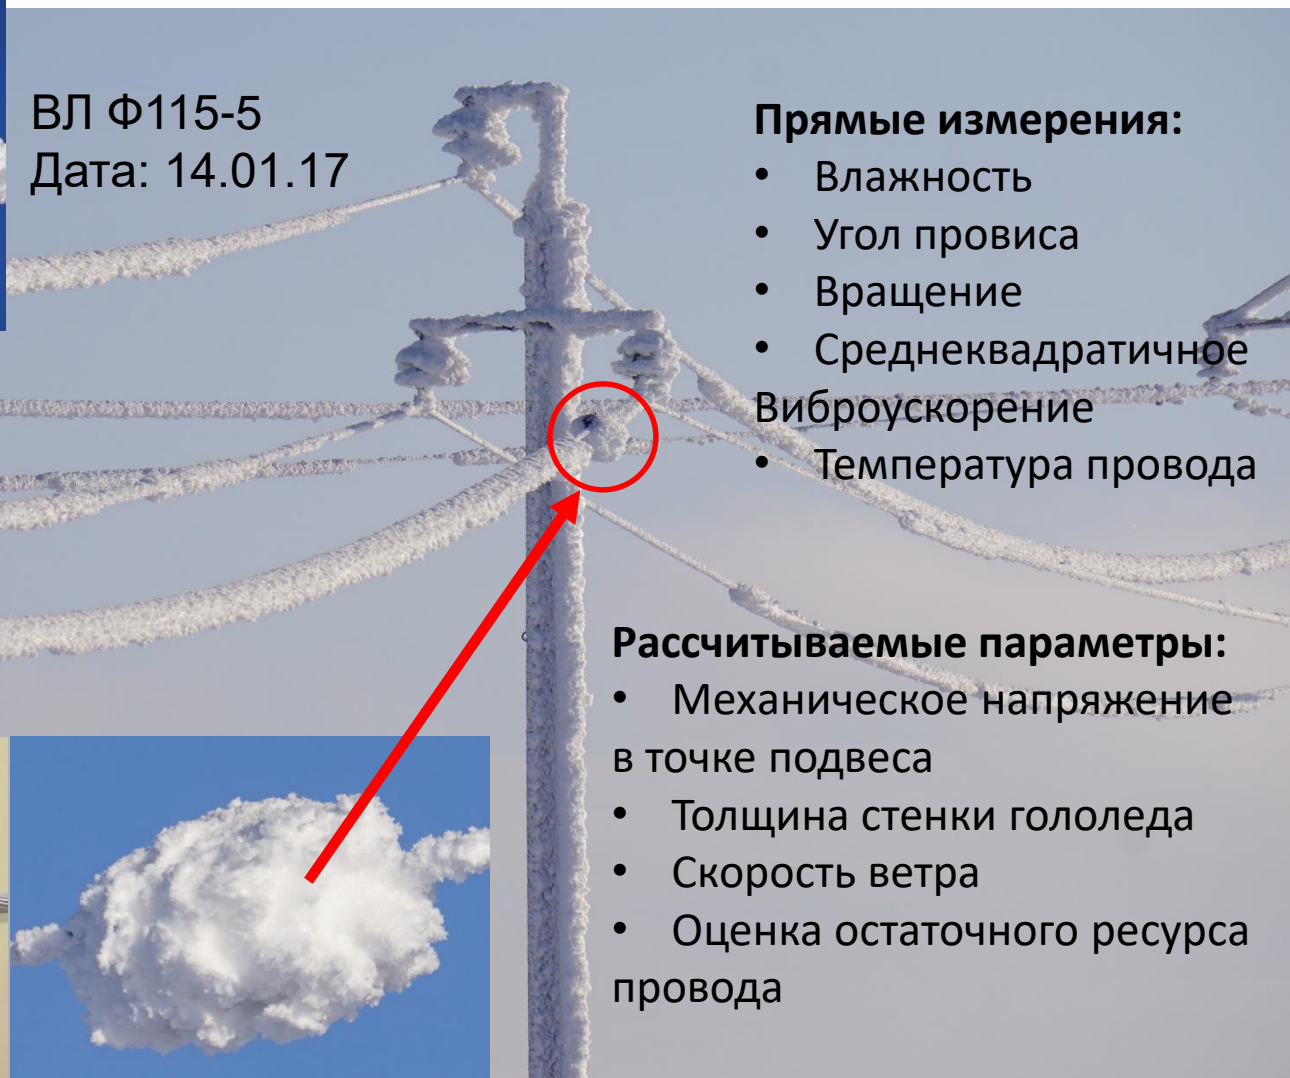 ВЛ Ф115-5
Дата: 14.01.17
Прямые измерения:
• Влажность
• Угол провиса
• Вращение
• Среднеквадратичное
Виброускорение
• Температура провода
Рассчитываемые параметры:
• Механическое напряжение
в точке подвеса
• Толщина стенки гололеда
• Скорость ветра
• Оценка остаточного ресурса
провода